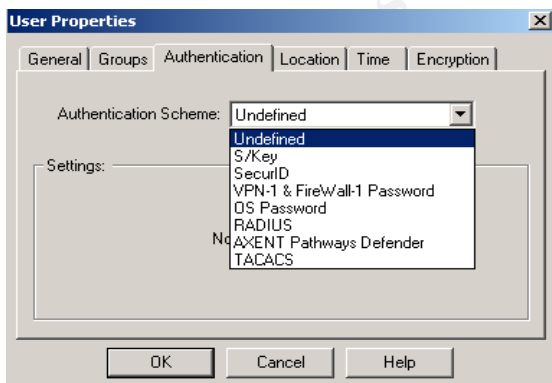 User Properties
General Groups Authentication Location Time Encryption
Authentication Scheme: Undefined
Undefined
S/Key
SecurID
VPN-1 & FireWall-1 Password
OS Password
RADIUS
AXENT Pathways Defender
TACACS
Settings:
OK Cancel Help